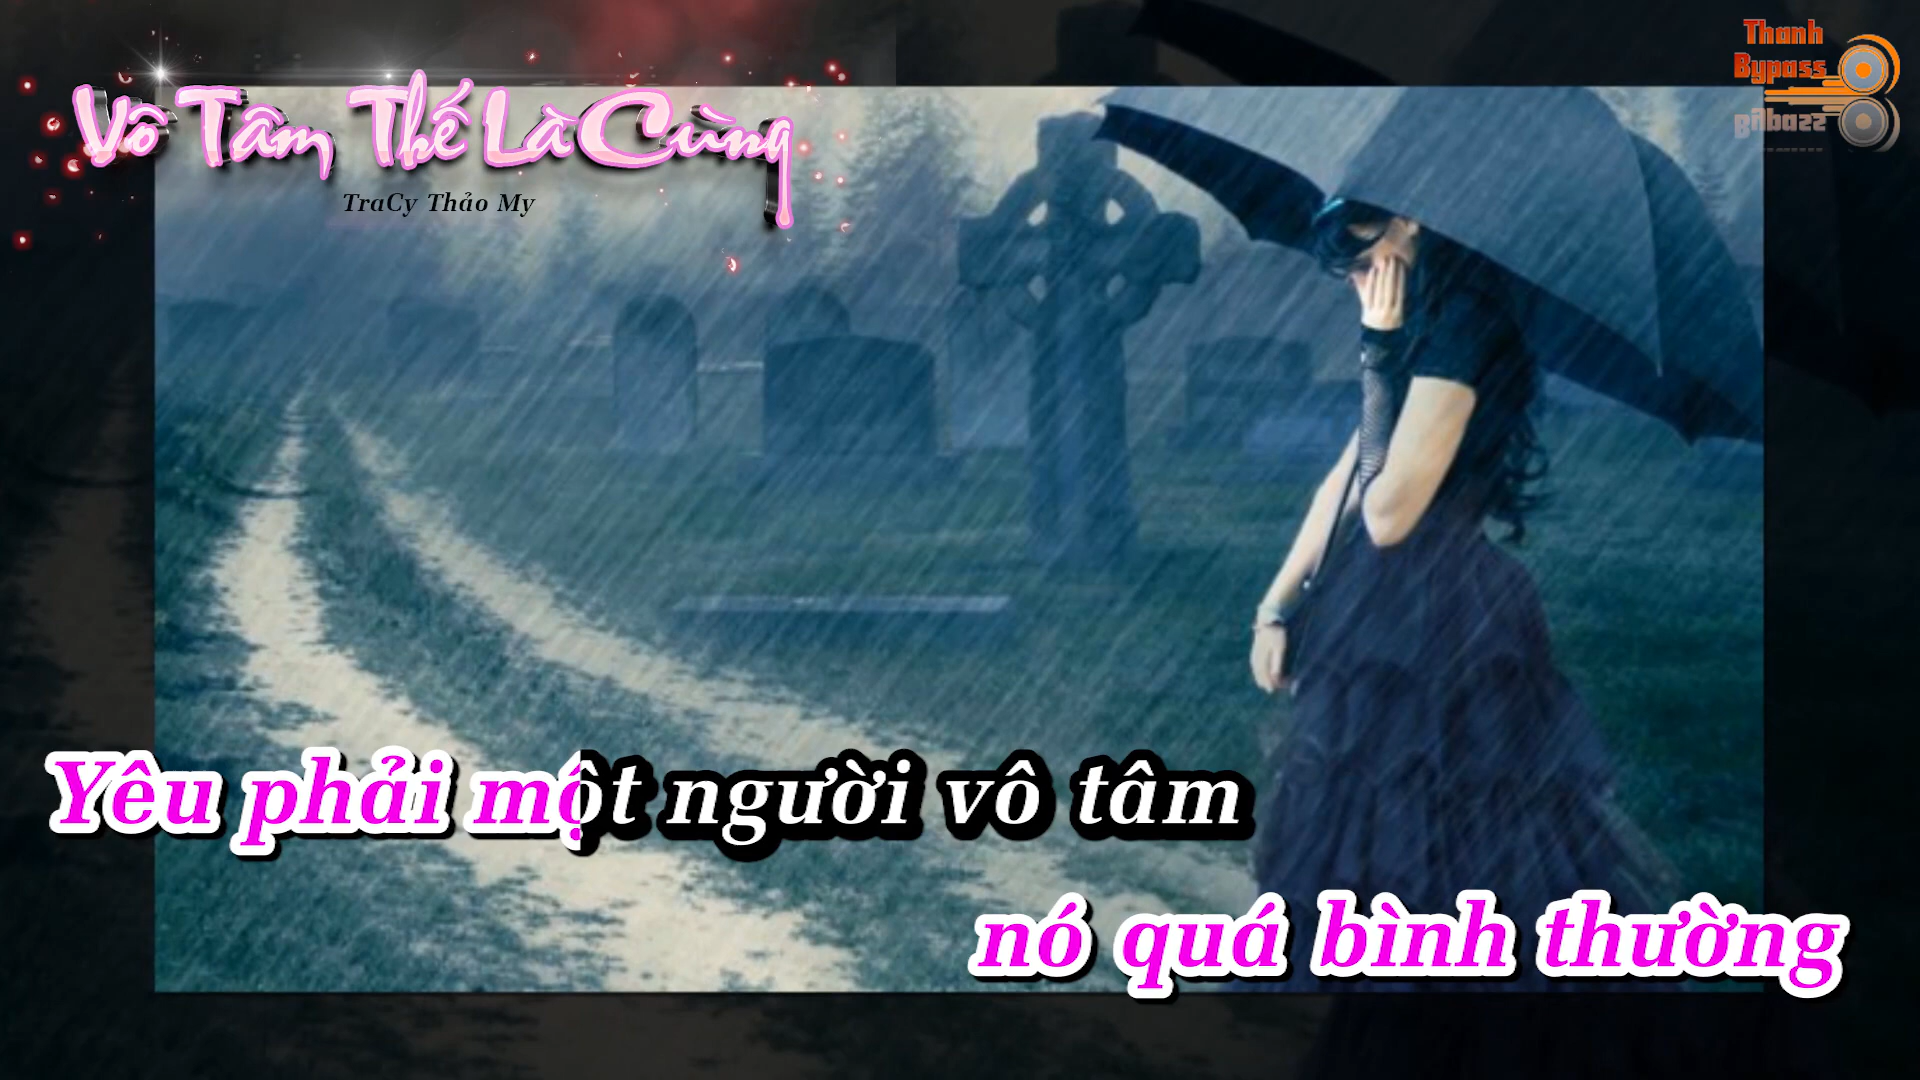 Vô Tâm Thế Là Cùng
TraCy Thảo My
Thanh
Bypass
Yêu phải một người vô tâm
nó quá bình thường